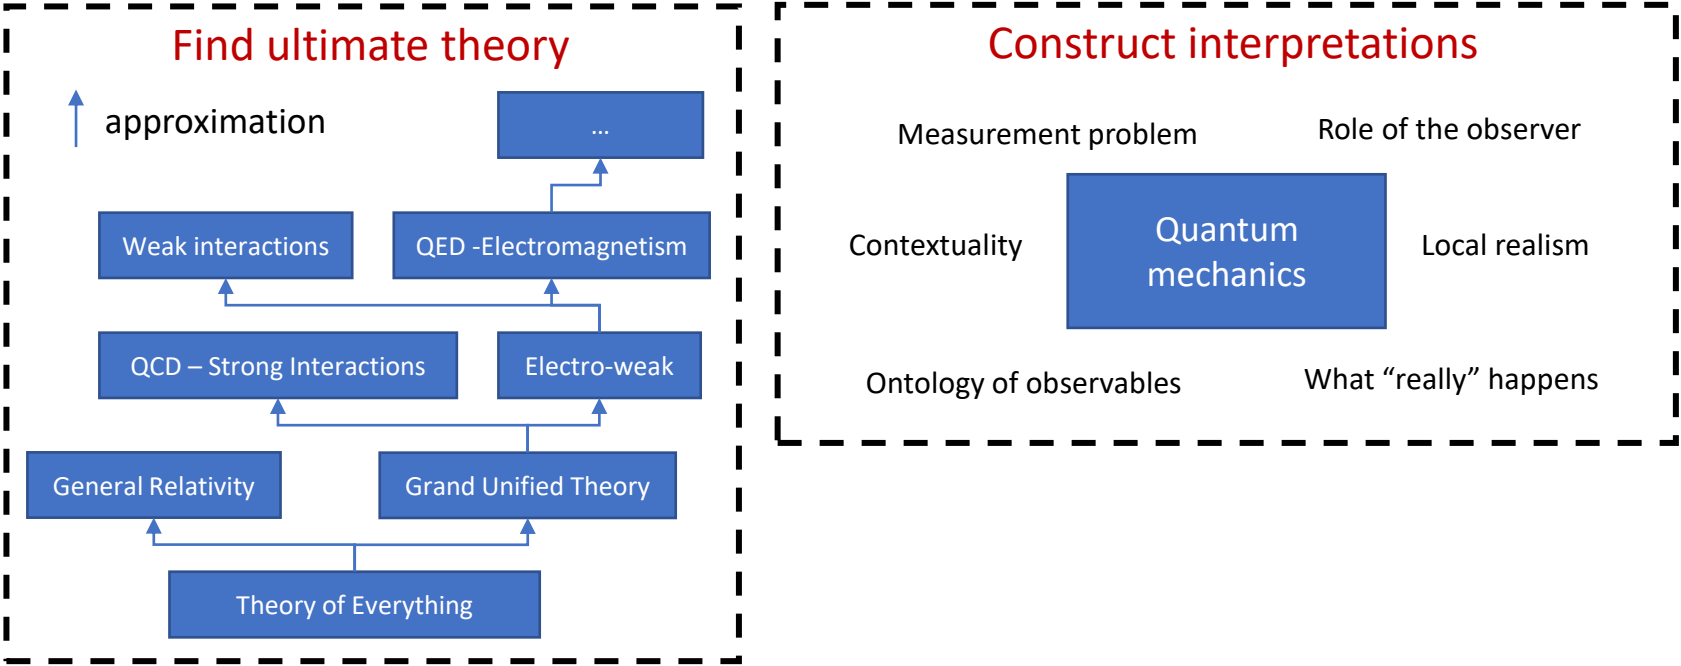 Find ultimate theory
approximation
...
Weak interactions
QED -Electromagnetism
QCD – Strong Interactions
Electro-weak
General Relativity
Grand Unified Theory
Theory of Everything
Construct interpretations
Measurement problem
Role of the observer
Contextuality
Quantum
mechanics
Local realism
Ontology of observables
What “really” happens